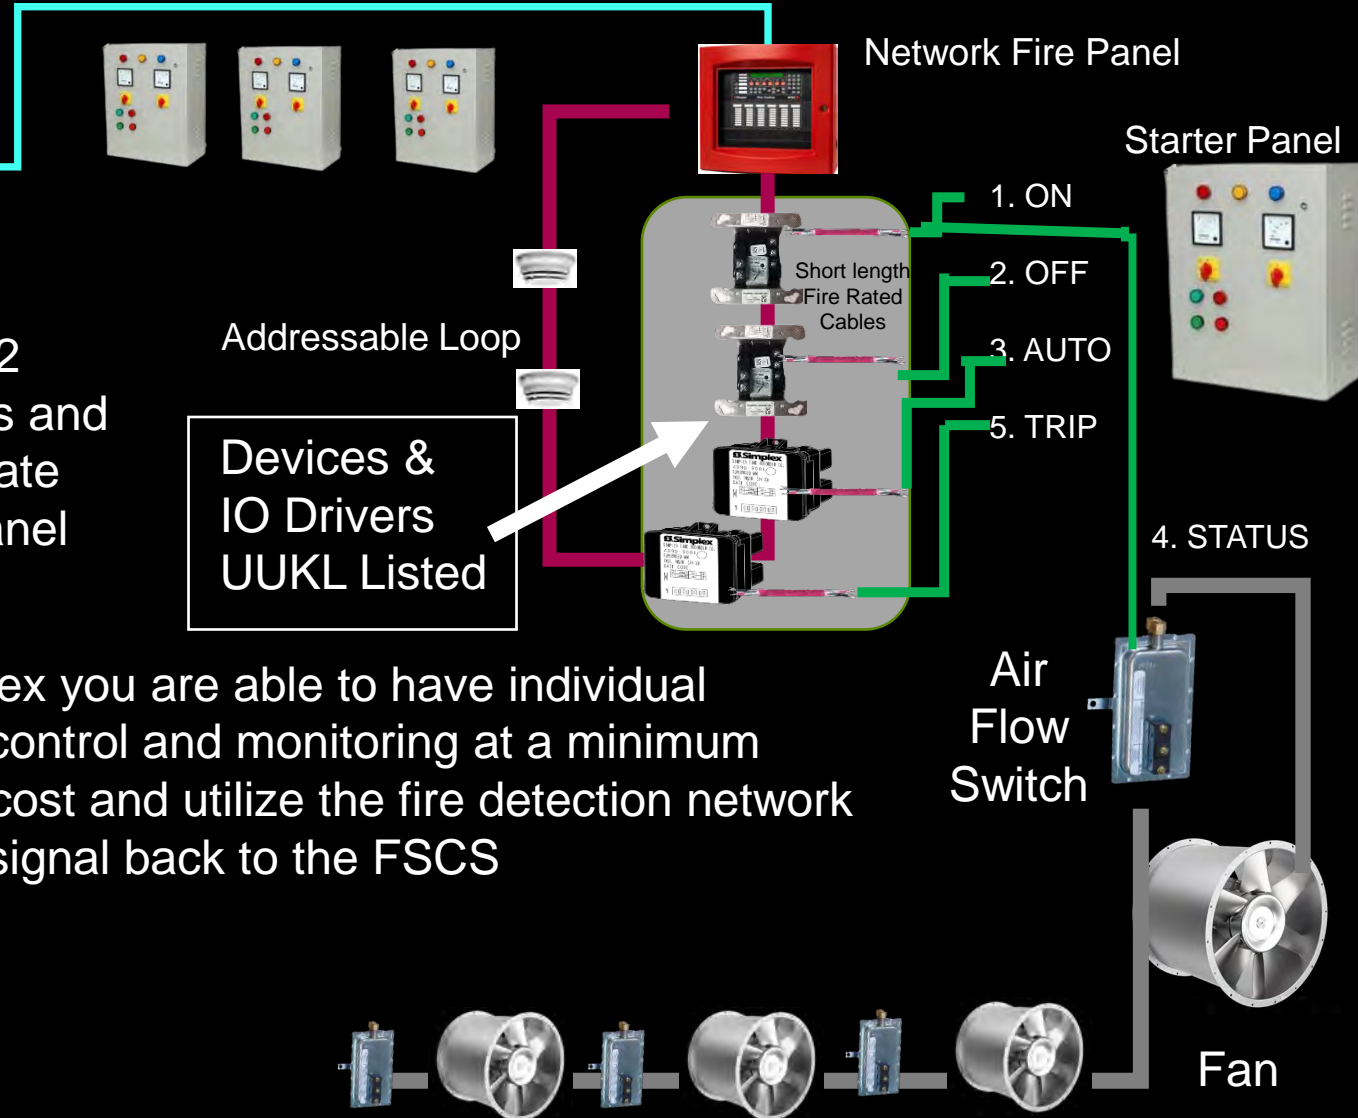 Network Fire Panel
Starter Panel
1. ON
2. OFF
3. AUTO
5. TRIP
Short length
Fire Rated
Cables
Addressable Loop
2
s and
ate
anel
Devices &
IO Drivers
UUKL Listed
Simplex
Simplex
4. STATUS
Air
Flow
Switch
ex you are able to have individual
control and monitoring at a minimum
cost and utilize the fire detection network
signal back to the FSCS
Fan